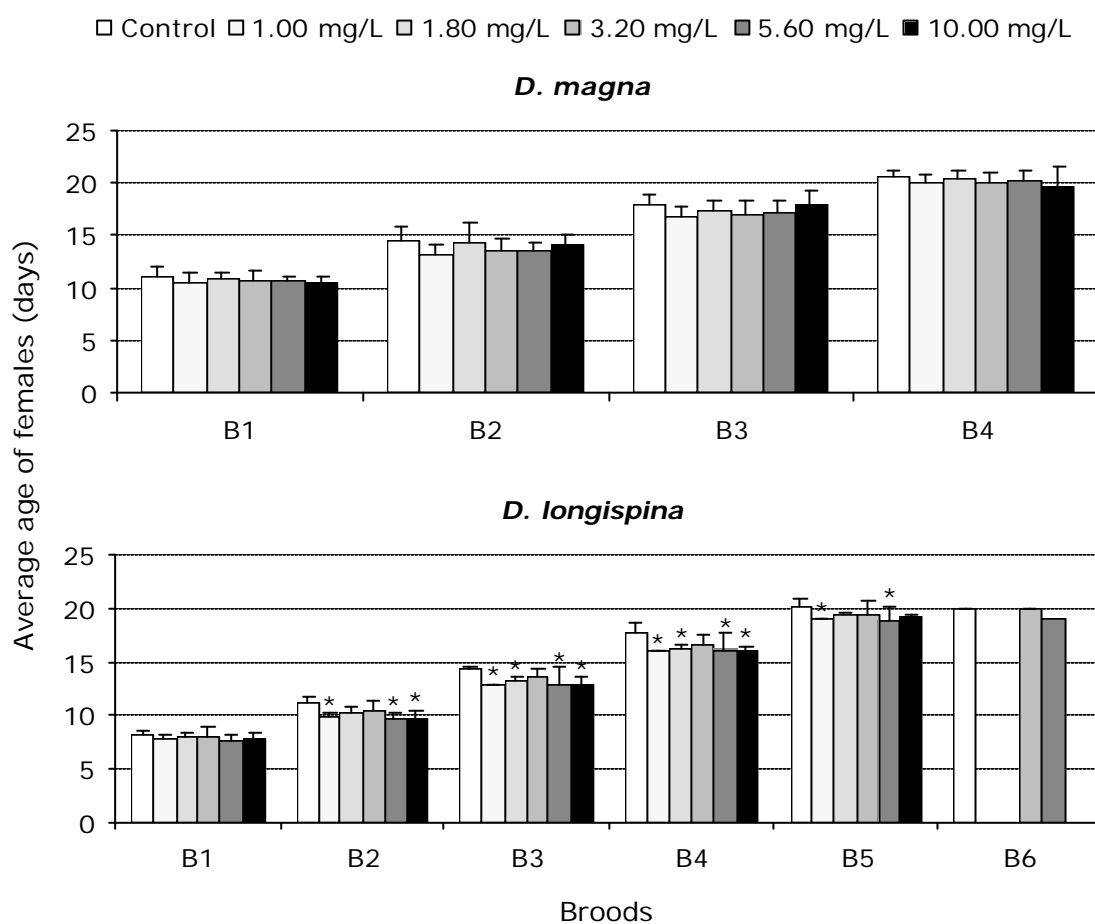 Control 1.00 mg/L 1.80 mg/L 3.20 mg/L 5.60 mg/L 10.00 mg/L
D. magna
Average age of females (days)
25
20
15
10
5
0
B1 B2 B3 B4
D. longispina
25
20
15
10
5
0
* * * * * * * * * * * * * *
B1 B2 B3 B4 B5 B6
Broods